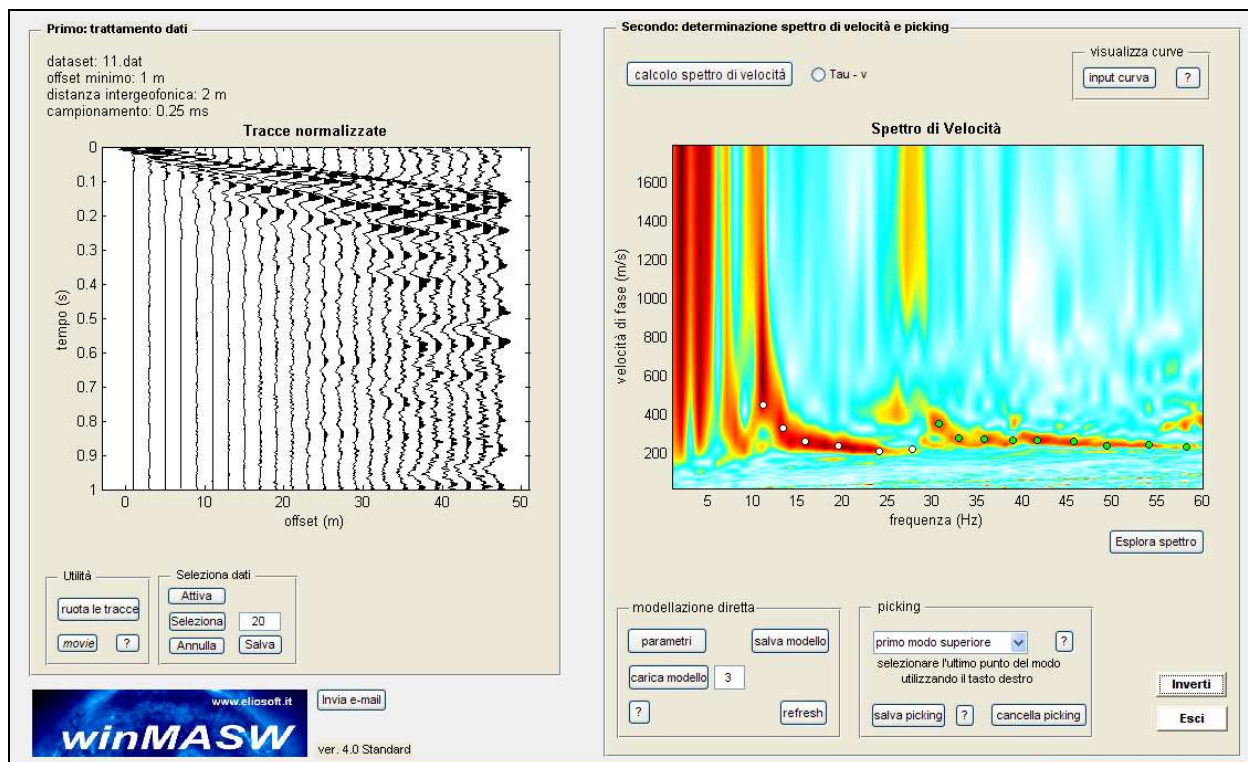 Primo: trattamento dati
dataset: 11.dat
offset minimo: 1 m
distanza intergeofonica: 2 m
campionamento: 0.25 ms
Tracce normalizzate
0
0.1
0.2
0.3
0.4
0.5
0.6
0.7
0.8
0.9
1
tempo (s)
0 10 20 30 40 50
offset (m)
Utilità
ruota le tracce
movie ?
Seleziona dati
Attiva
Seleziona 20
Annulla Salva
www.eliosoft.it
winMASW
Invia e-mail
ver. 4.0 Standard
Secondo: determinazione spettro di velocità e picking
calcolo spettro di velocità Tau - v
visualizza curve
input curva ?
Spettro di Velocità
1600
1400
1200
1000
800
600
400
200
velocità di fase (m/s)
5 10 15 20 25 30 35 40 45 50 55 60
frequenza (Hz)
Esplora spettro
modellazione diretta
parametri salva modello
carica modello 3
? refresh
picking
primo modo superiore ?
selezionare l'ultimo punto del modo
utilizzando il tasto destro
salva picking ? cancella picking
Inverti
Esci